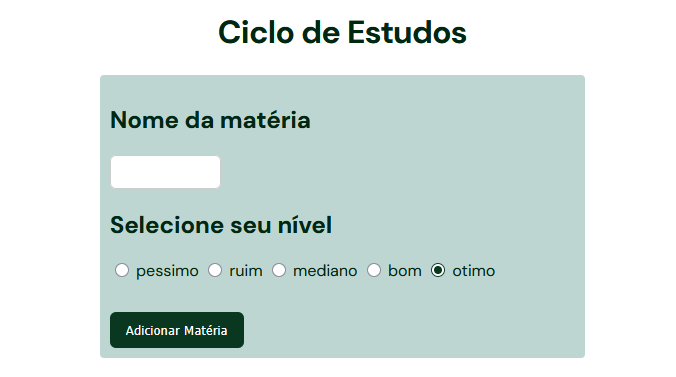 Ciclo de Estudos
Nome da matéria
Selecione seu nível
pessimo ruim mediano bom otimo
Adicionar Matéria